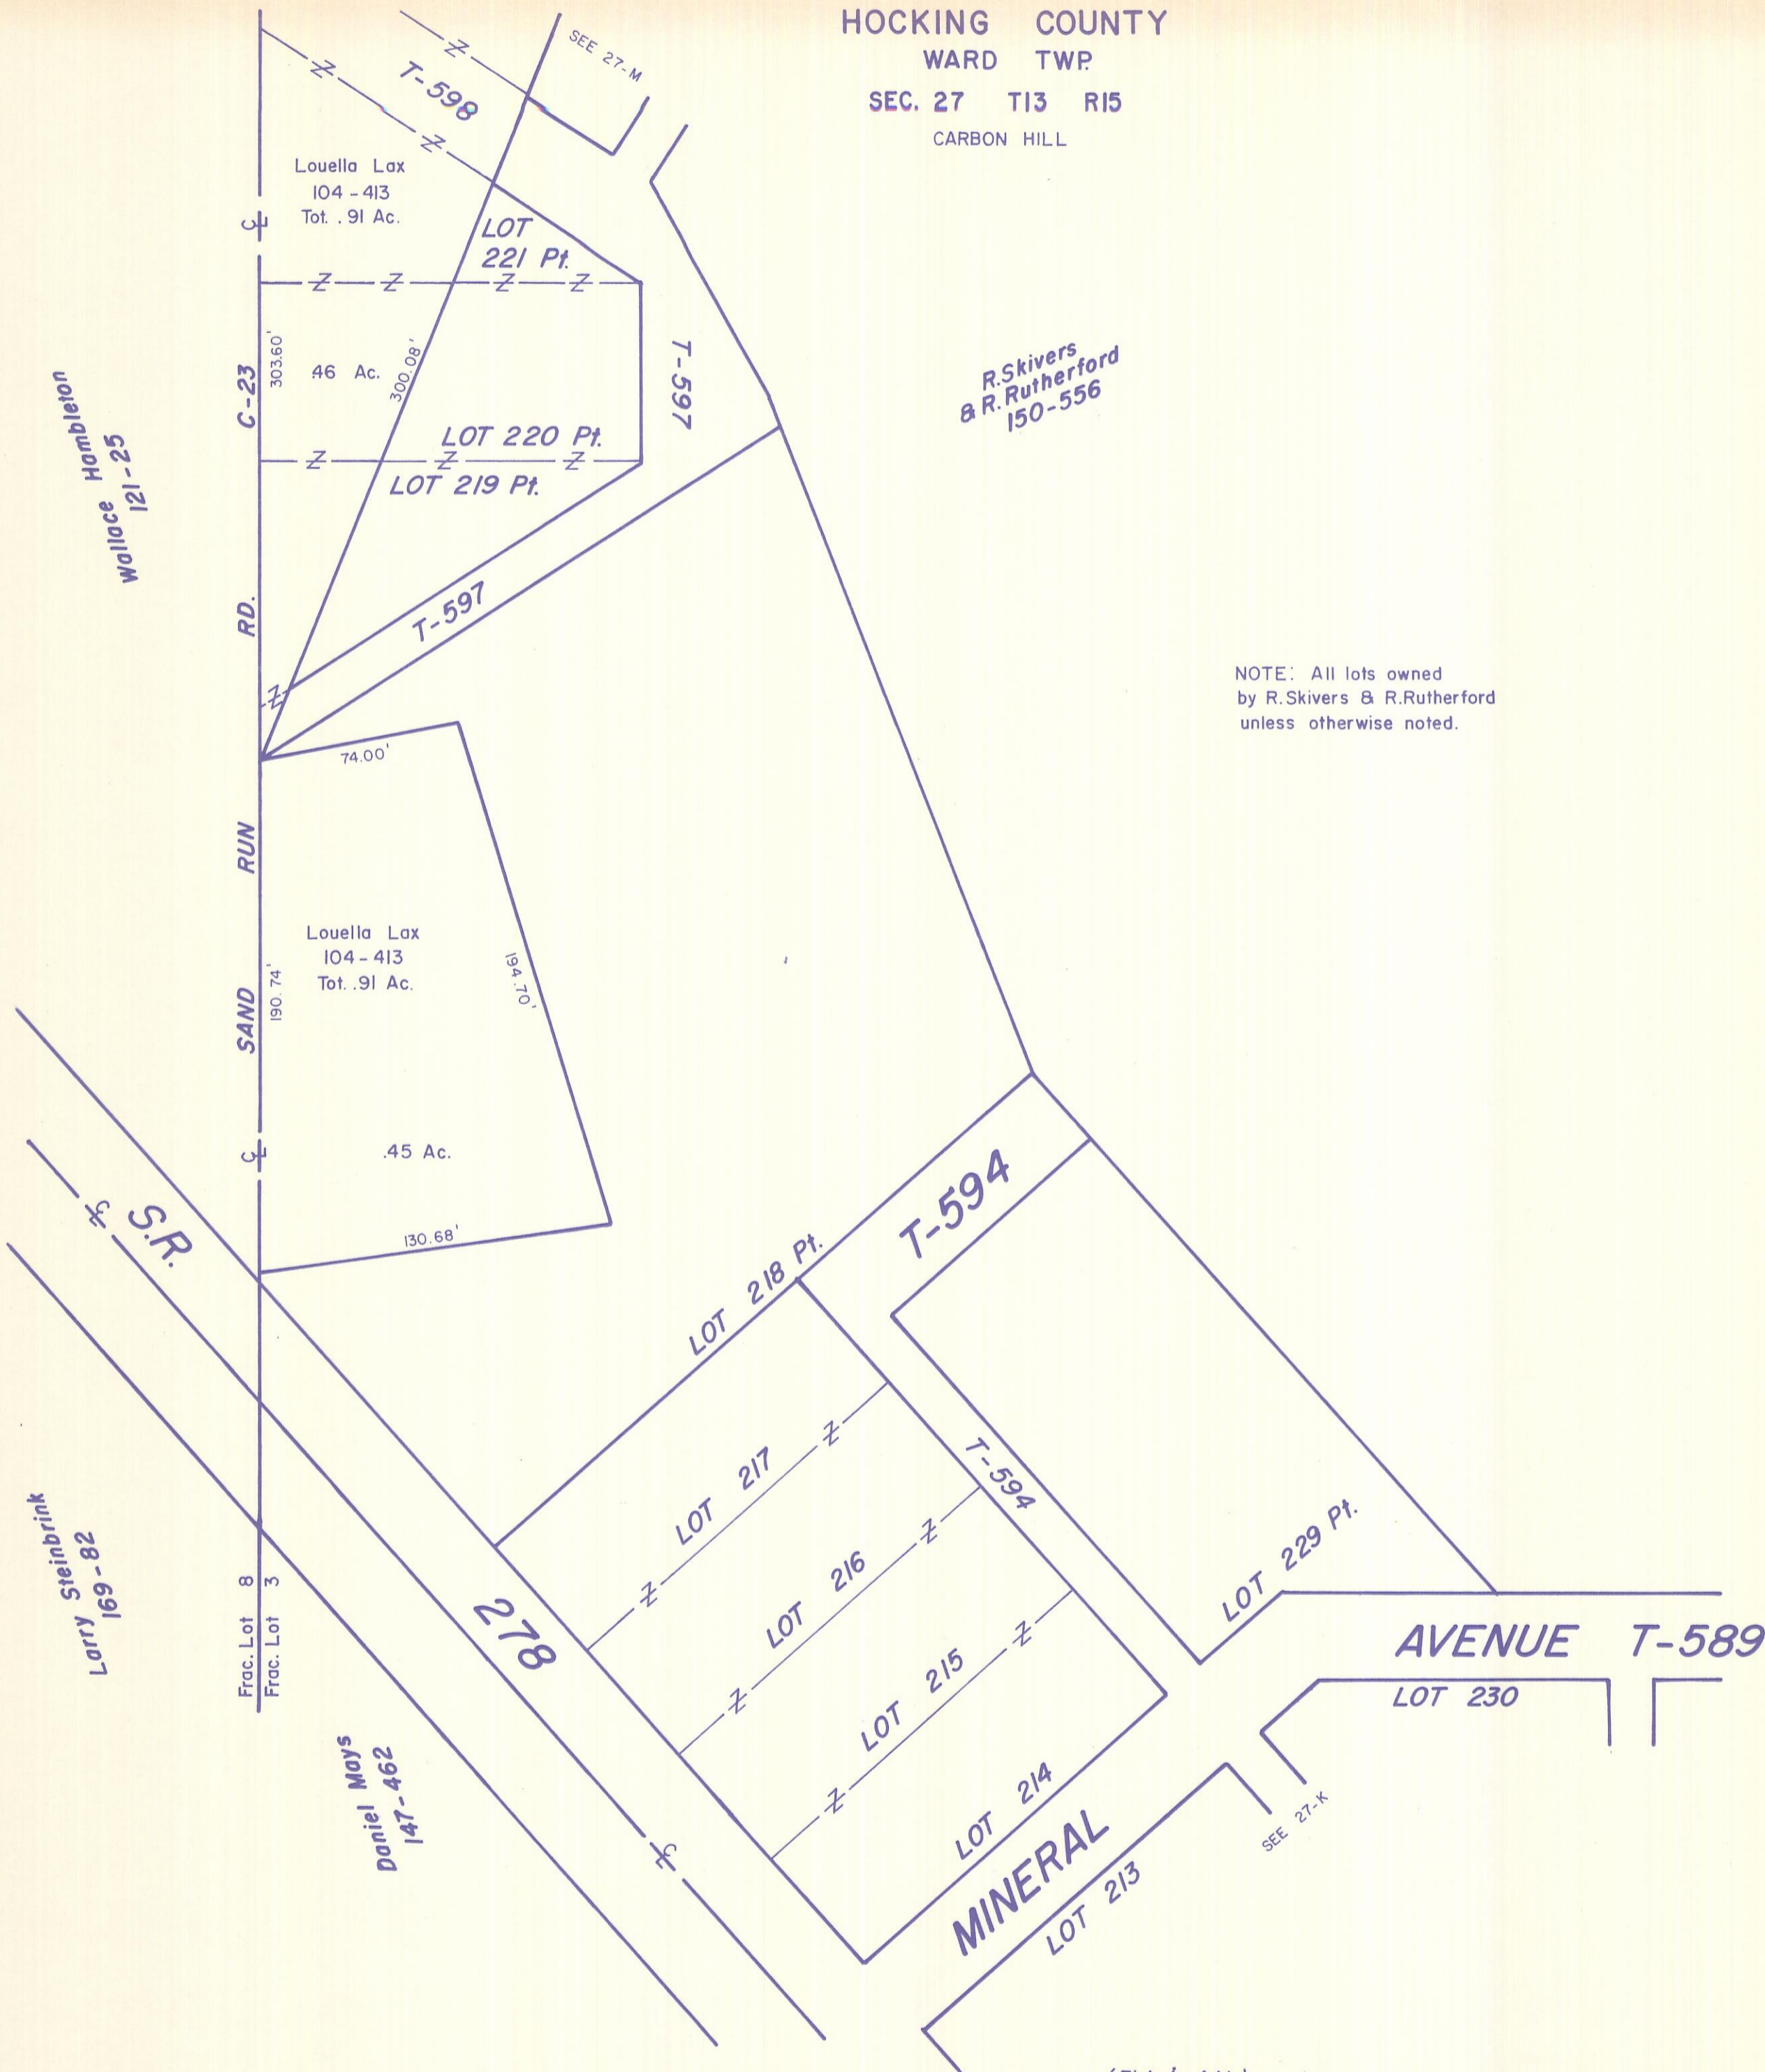 HOCKING COUNTY
WARD TWP.
SEC. 27 T13 R15
CARBON HILL
SEE 27-M
T-598
Louella Lax
104-413
Tot. .91 Ac.
LOT
221 Pt.
C-23
303.60'
.46 Ac.
300.08'
T-597
R.Skivers
& R.Rutherford
150-556
Wallace Hambleton
121-25
LOT 220 Pt.
LOT 219 Pt.
T-597
RD.
NOTE: All lots owned
by R.Skivers & R.Rutherford
unless otherwise noted.
74.00'
RUN
Louella Lax
104-413
Tot. .91 Ac.
194.70'
SAND
190.74'
.45 Ac.
130.68'
S.R.
T-594
LOT 218 Pt.
LOT 217
T-594
LOT 216
LOT 229 Pt.
Larry Steinbrink
169-82
Frac. Lot 8
Frac. Lot 3
278
LOT 215
AVENUE T-589
LOT 230
Daniel Mays
147-462
LOT 214
SEE 27-K
MINERAL
LOT 213